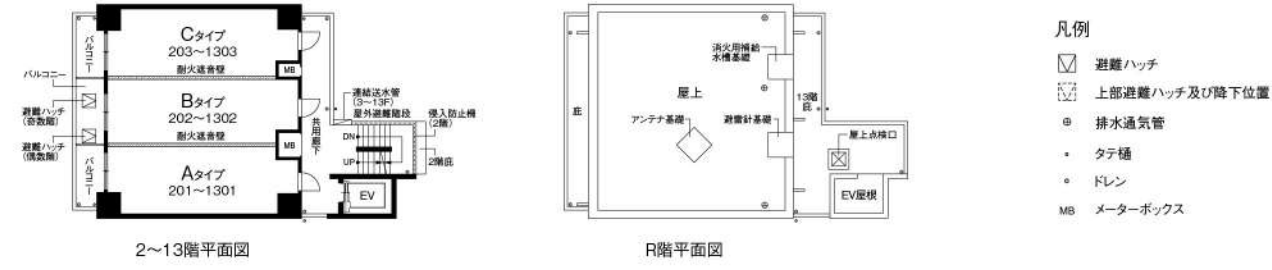 Cタイプ
203～1303
耐火遮音壁
MB
バルコニー
バルコニー
避難ハッチ
(奇数階)
避難ハッチ
(偶数階)
Bタイプ
202～1302
耐火遮音壁
MB
バルコニー
Aタイプ
201～1301
共用廊下
連結送水管
(3～13F)
屋外避難階段
侵入防止柵
(2階)
DN
UP
2階庇
EV
2～13階平面図
庇
屋上
消火用補給
水槽基礎
13階
庇
アンテナ基礎
避雷針基礎
屋上点検口
EV屋根
R階平面図
凡例
避難ハッチ
上部避難ハッチ及び降下位置
排水通気管
タテ樋
ドレン
MB メーターボックス